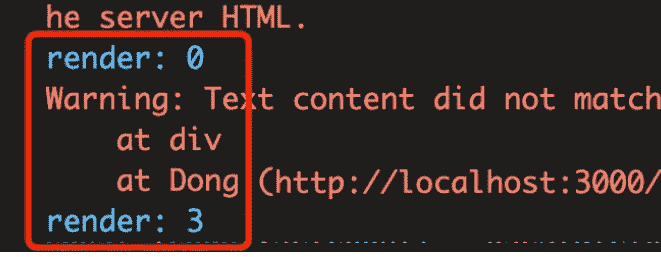 he server HTML.
render: 0
Warning: Text content did not match
at div
at Dong (http://localhost:3000/
render: 3